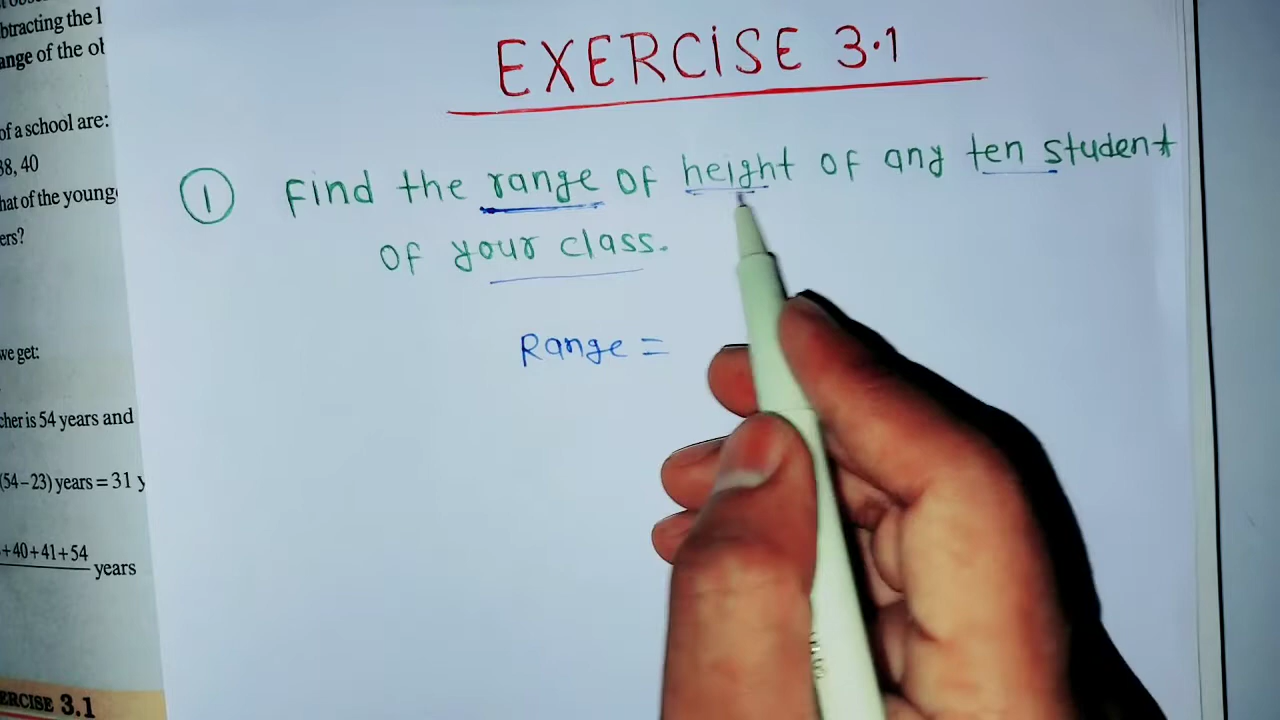 btracting the l
ange of the ob
of a school are:
38, 40
hat of the young
ers?
we get:
cher is 54 years and
(54–23) years = 31 y
+40+41+54
years
ERCISE 3.1
EXERCISE 3.1
1 Find the range of height of any ten student
of your class.
Range =